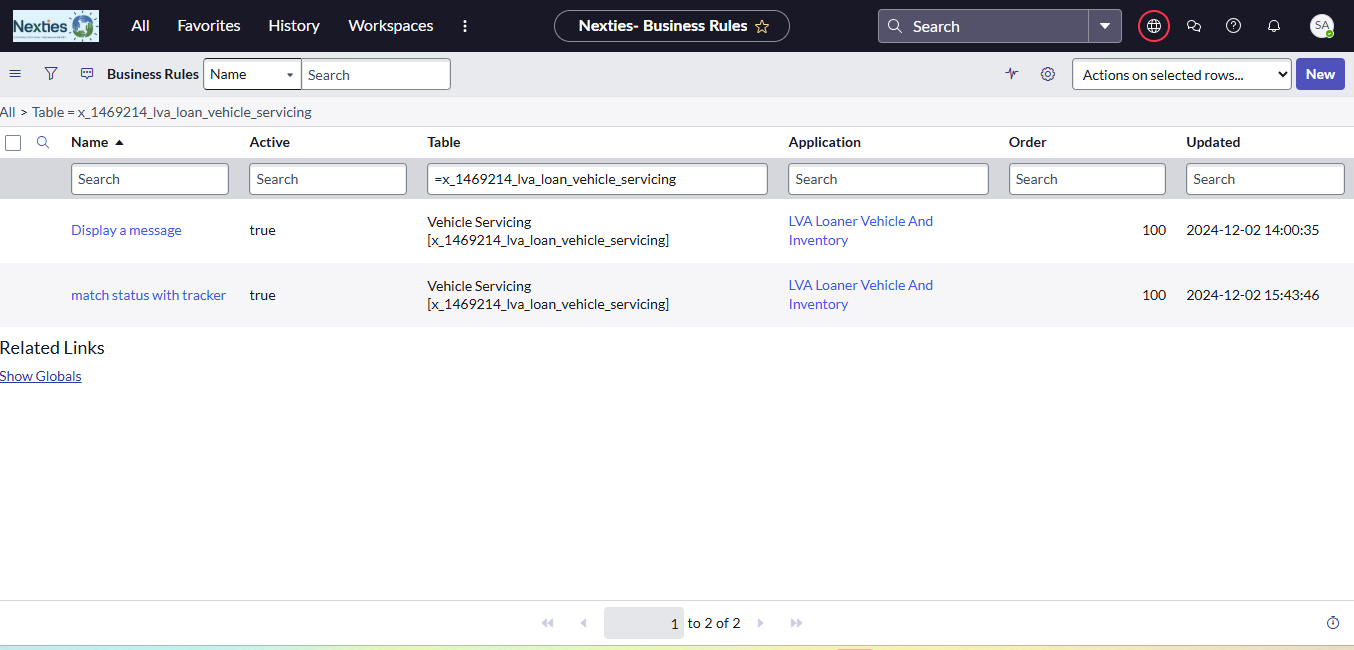 Nexties
All Favorites History Workspaces
Nexties- Business Rules
Search
SA
Business Rules Name Search
Actions on selected rows... New
All > Table = x_1469214_lva_loan_vehicle_servicing
Name Active Table Application Order Updated
Search Search =x_1469214_lva_loan_vehicle_servicing Search Search Search
Display a message true Vehicle Servicing [x_1469214_lva_loan_vehicle_servicing] LVA Loaner Vehicle And Inventory 100 2024-12-02 14:00:35
match status with tracker true Vehicle Servicing [x_1469214_lva_loan_vehicle_servicing] LVA Loaner Vehicle And Inventory 100 2024-12-02 15:43:46
Related Links
Show Globals
1 to 2 of 2